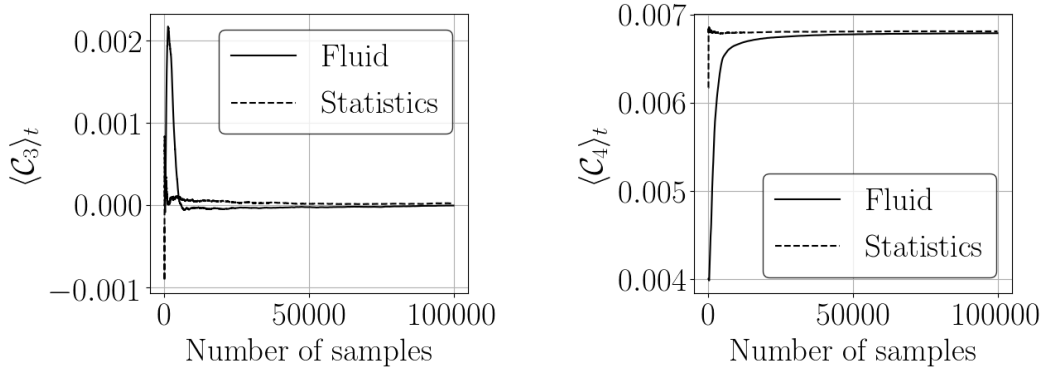 0.002
0.001
0.000
−0.001
⟨𝒞₃⟩ₜ
Fluid
Statistics
0
50000
100000
Number of samples
0.007
0.006
0.005
0.004
⟨𝒞₄⟩ₜ
Fluid
Statistics
0
50000
100000
Number of samples